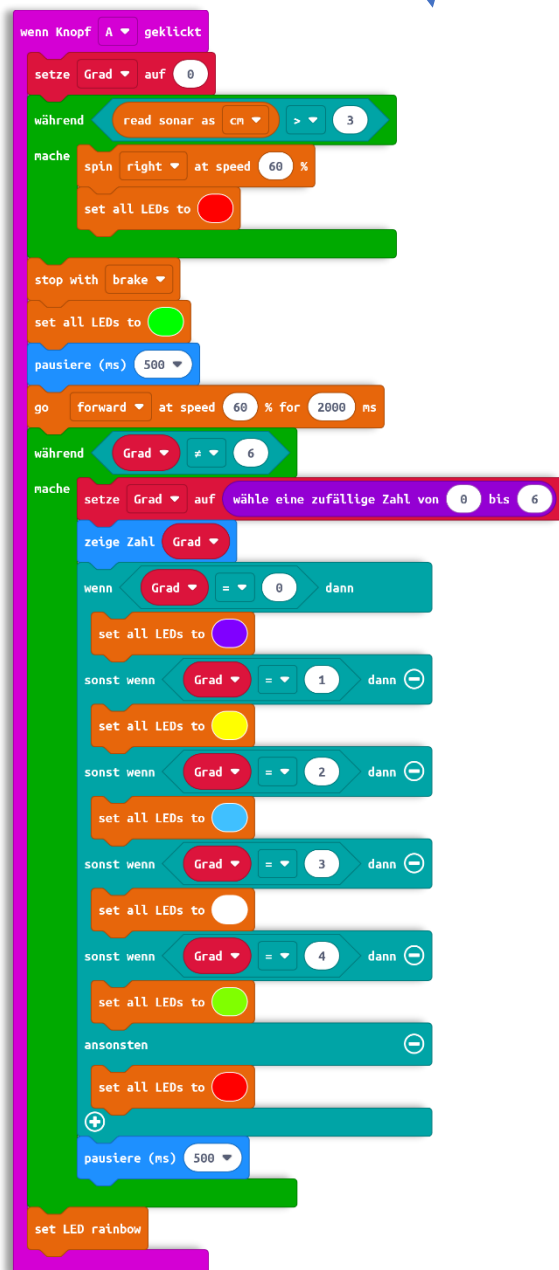 wenn Knopf A geklickt
setze Grad auf 0
während read sonar as cm > 3
mache
spin right at speed 60 %
set all LEDs to
stop with brake
set all LEDs to
pausiere (ms) 500
go forward at speed 60 % for 2000 ms
während Grad ≠ 6
mache
setze Grad auf wähle eine zufällige Zahl von 0 bis 6
zeige Zahl Grad
wenn Grad = 0 dann
set all LEDs to
sonst wenn Grad = 1 dann
set all LEDs to
sonst wenn Grad = 2 dann
set all LEDs to
sonst wenn Grad = 3 dann
set all LEDs to
sonst wenn Grad = 4 dann
set all LEDs to
ansonsten
set all LEDs to
pausiere (ms) 500
set LED rainbow